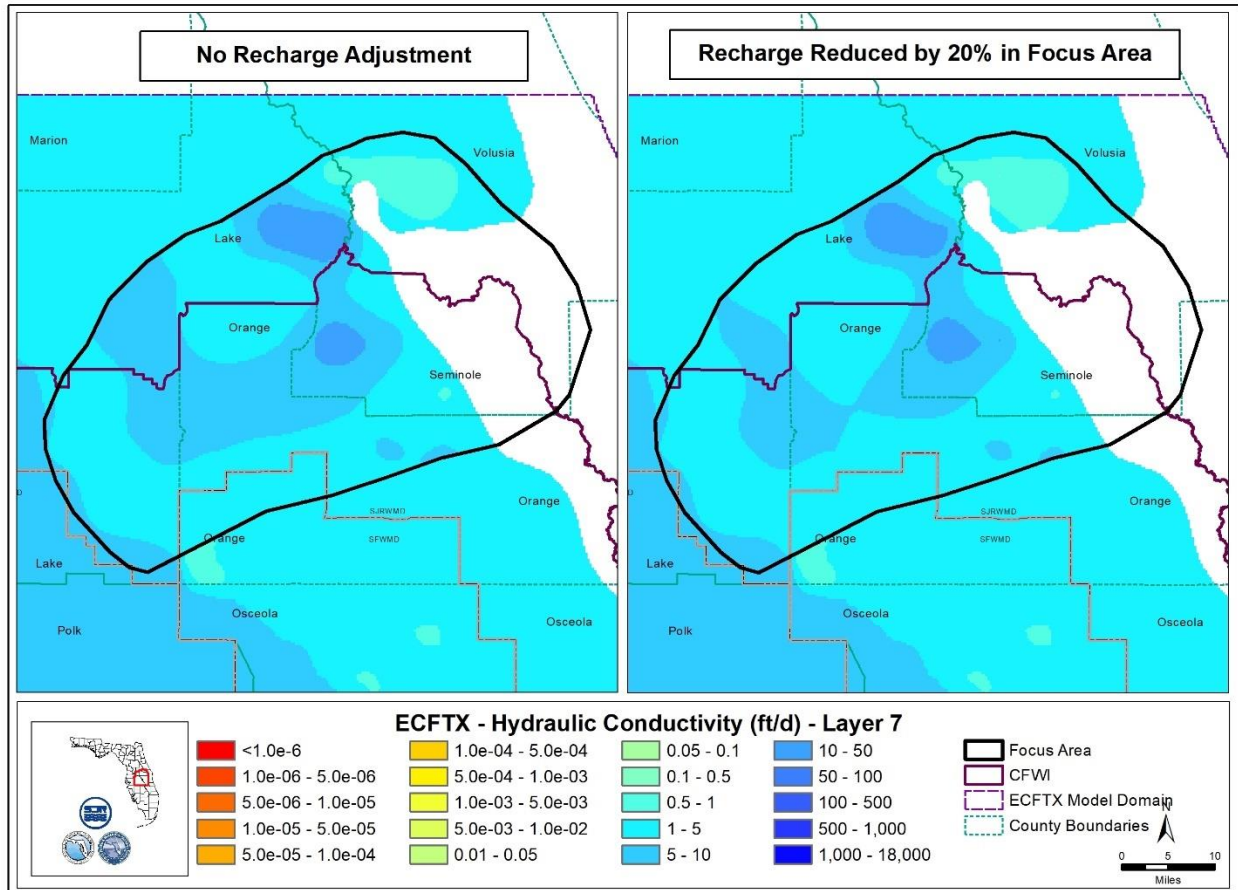 No Recharge Adjustment
Marion
Volusia
Lake
Orange
Seminole
Orange
SJRWMD
SFWMD
Orange
Lake
Osceola
Polk
Osceola
Recharge Reduced by 20% in Focus Area
Marion
Volusia
Lake
Orange
Seminole
Orange
SJRWMD
SFWMD
Orange
Lake
Osceola
Polk
Osceola
ECFTX - Hydraulic Conductivity (ft/d) - Layer 7
<1.0e-6
1.0e-06 - 5.0e-06
5.0e-06 - 1.0e-05
1.0e-05 - 5.0e-05
5.0e-05 - 1.0e-04
1.0e-04 - 5.0e-04
5.0e-04 - 1.0e-03
1.0e-03 - 5.0e-03
5.0e-03 - 1.0e-02
0.01 - 0.05
0.05 - 0.1
0.1 - 0.5
0.5 - 1
1 - 5
5 - 10
10 - 50
50 - 100
100 - 500
500 - 1,000
1,000 - 18,000
Focus Area
CFWI
ECFTX Model Domain
County Boundaries
N
0 5 10
Miles